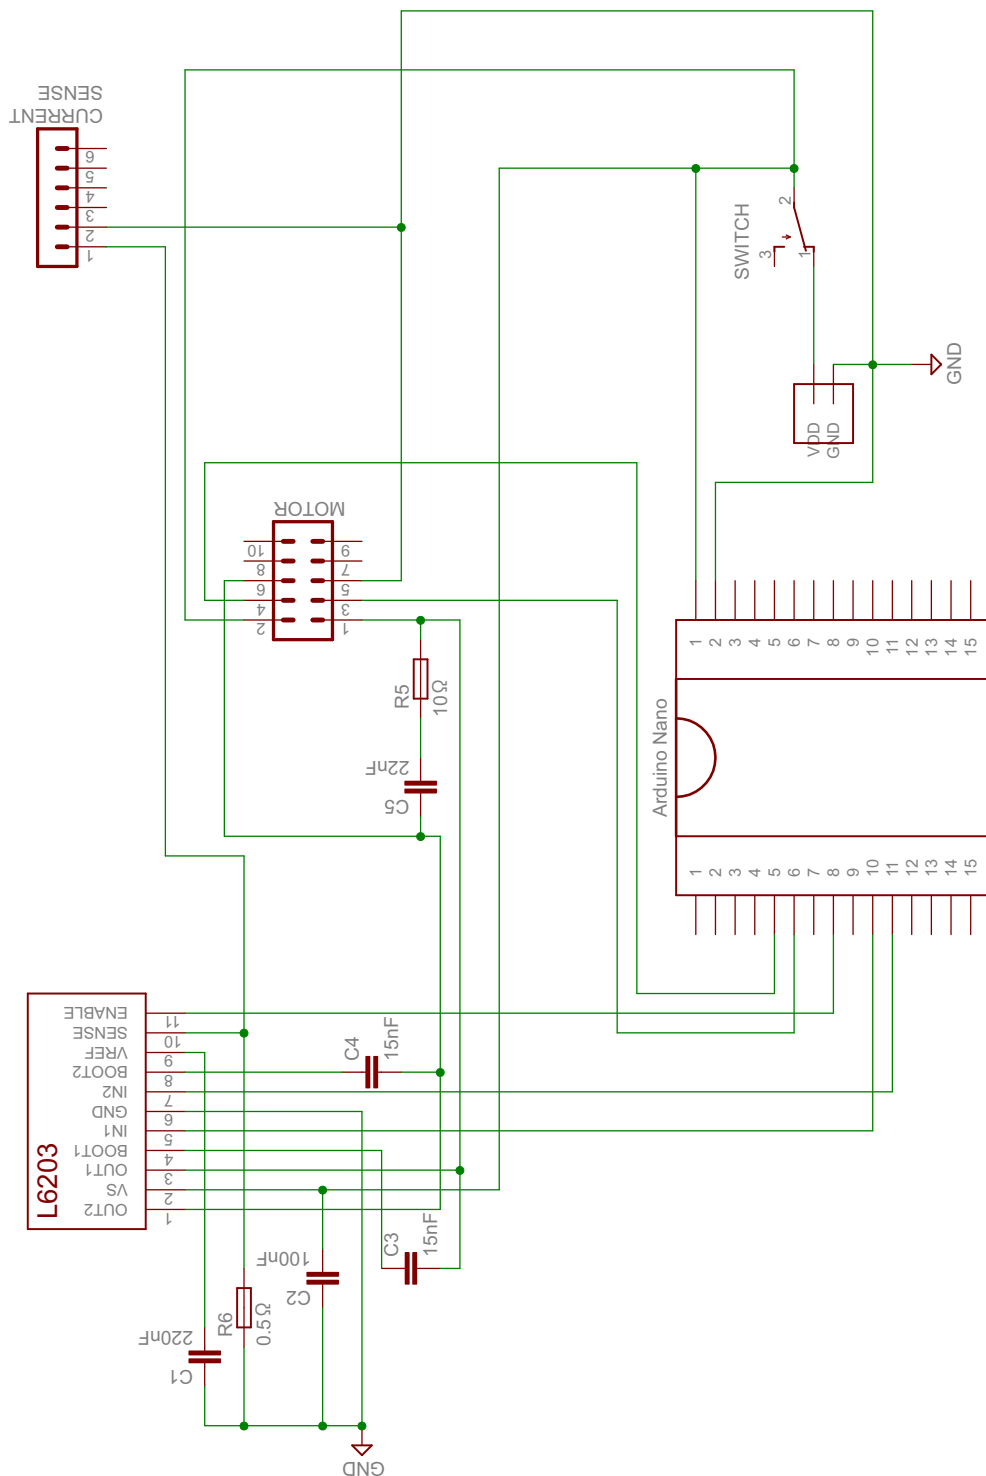 CURRENT
SENSE
6
5
4
3
2
1
SWITCH
2
3
1
GND
VDD
GND
MOTOR
10
8
6
4
2
9
7
5
3
1
R5
10Ω
22nF
C5
Arduino Nano
1
2
3
4
5
6
7
8
9
10
11
12
13
14
15
1
2
3
4
5
6
7
8
9
10
11
12
13
14
15
L6203
ENABLE
11
SENSE
10
VREF
9
BOOT2
8
IN2
7
GND
6
IN1
5
BOOT1
4
OUT1
3
VS
2
OUT2
1
C4
15nF
C3
15nF
100nF
C2
R6
0.5Ω
220nF
C1
GND